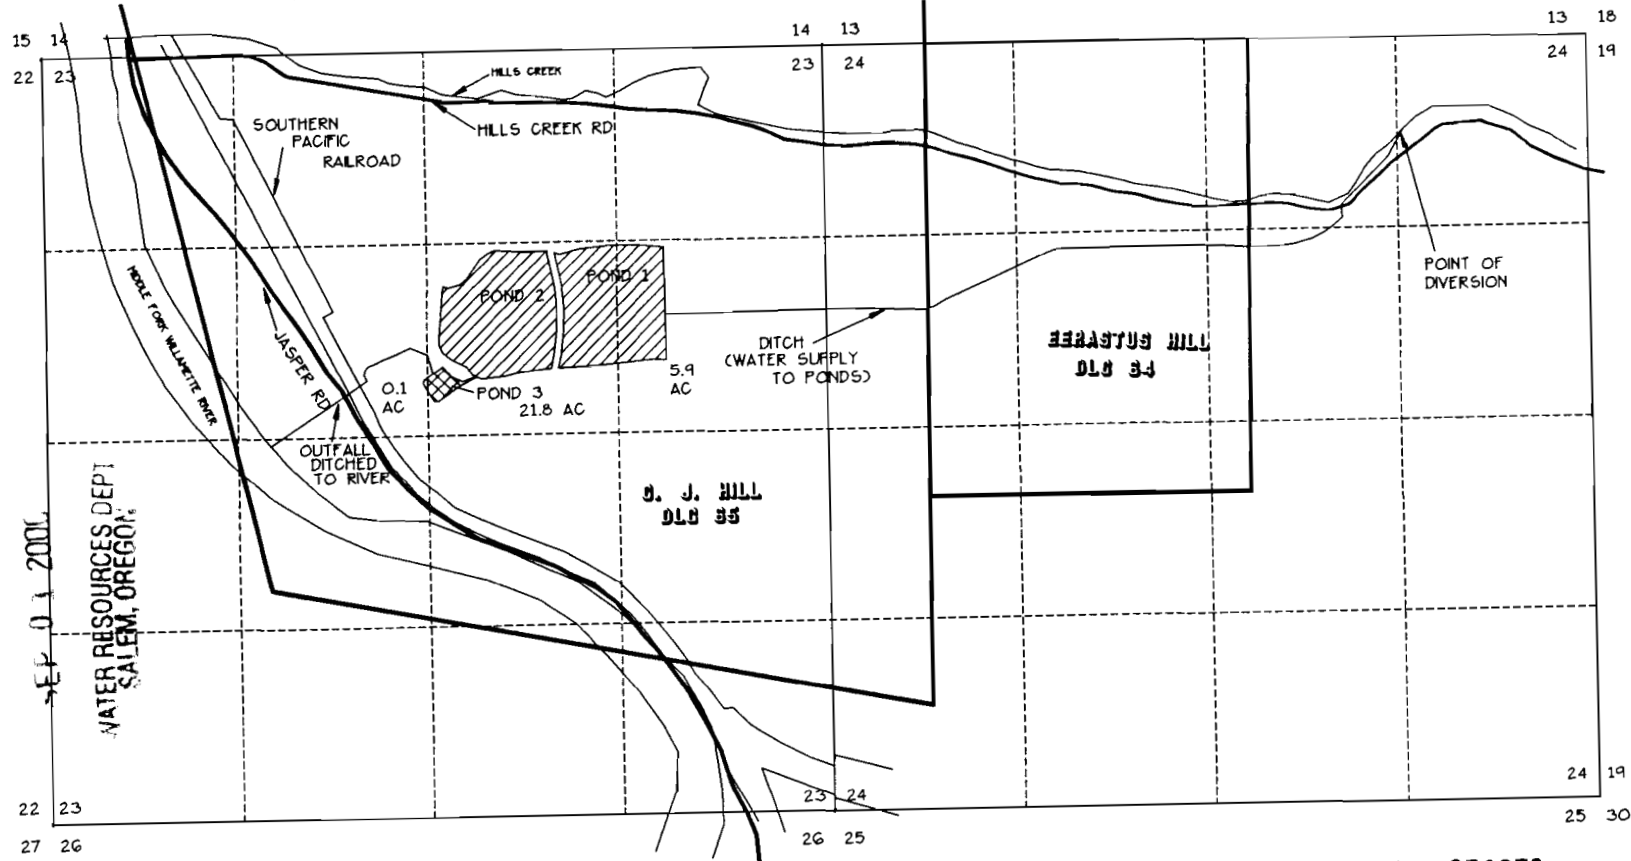 13 18
14 13
15 14
24 19
23 24
22 23
HILLS CREEK
SOUTHERN
PACIFIC
RAILROAD
HILLS CREEK RD
POINT OF
DIVERSION
POND 1
POND 2
MIDDLE FORK WILLAMETTE RIVER
JASPER RD
DITCH
(WATER SUPPLY
TO PONDS)
EERASTUS HILL
DLC 64
5.9
AC
0.1
AC
POND 3
21.8 AC
OUTFALL
DITCHED
TO RIVER
C. J. HILL
DLC 65
WATER RESOURCES DEPT
SALEM, OREGON
24 19
23 24
22 23
25 30
26 25
27 26